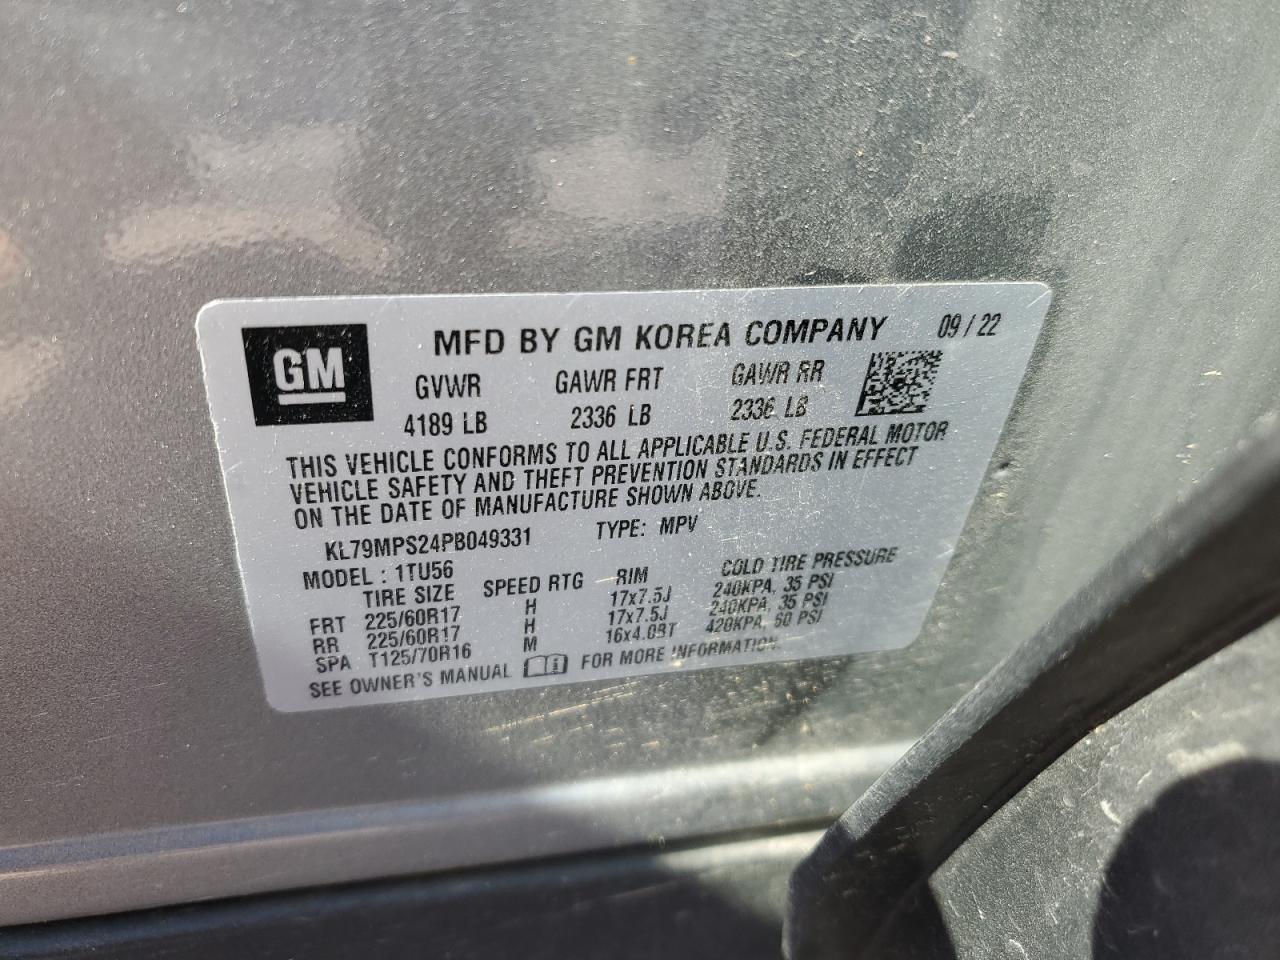 GM
MFD BY GM KOREA COMPANY 09 / 22
GVWR GAWR FRT GAWR RR
4189 LB 2336 LB 2336 LB
THIS VEHICLE CONFORMS TO ALL APPLICABLE U.S. FEDERAL MOTOR
VEHICLE SAFETY AND THEFT PREVENTION STANDARDS IN EFFECT
ON THE DATE OF MANUFACTURE SHOWN ABOVE.
KL79MPS24PB049331 TYPE: MPV
MODEL : 1TU56
TIRE SIZE SPEED RTG RIM COLD TIRE PRESSURE
FRT 225/60R17 H 17x7.5J 240KPA, 35 PSI
RR 225/60R17 H 17x7.5J 240KPA, 35 PSI
SPA T125/70R16 M 16x4.0BT 420KPA, 60 PSI
SEE OWNER'S MANUAL FOR MORE INFORMATION.